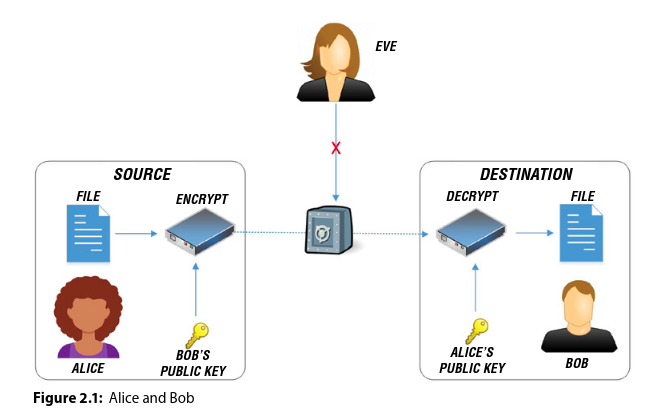 EVE
SOURCE
FILE
ENCRYPT
ALICE
BOB'S
PUBLIC KEY
DESTINATION
DECRYPT
FILE
ALICE'S
PUBLIC KEY
BOB
X
Figure 2.1: Alice and Bob